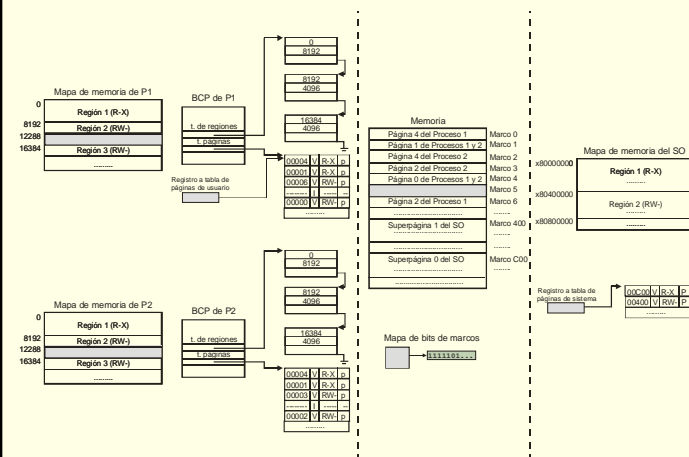 Mapa de memoria de P1
0
Región 1 (R-X)
8192
Región 2 (RW-)
12288
16384
Región 3 (RW-)
.........
BCP de P1
t. de regiones
t. páginas
Registro a tabla de
páginas de usuario
0
8192
8192
4096
16384
4096
00004 V R-X p
00001 V R-X p
00006 V RW- p
-------- I ----- --
00000 V RW- p
.........
Mapa de memoria de P2
0
Región 1 (R-X)
8192
Región 2 (RW-)
12288
16384
Región 3 (RW-)
.........
BCP de P2
t. de regiones
t. páginas
0
8192
8192
4096
16384
4096
00004 V R-X p
00001 V R-X p
00003 V RW- p
-------- I ----- --
00002 V RW- p
.........
Memoria
Página 4 del Proceso 1 Marco 0
Página 1 de Procesos 1 y 2 Marco 1
Página 4 del Proceso 2 Marco 2
Página 2 del Proceso 2 Marco 3
Página 0 de Procesos 1 y 2 Marco 4
Marco 5
Página 2 del Proceso 1 Marco 6
............................. ........
Superpágina 1 del SO Marco 400
............................. ........
............................. ........
Superpágina 0 del SO Marco C00
............................. ........
.............................
Mapa de bits de marcos
1111101...
Mapa de memoria del SO
x80000000
Región 1 (R-X)
.........
x80400000
Región 2 (RW-)
.........
x80800000
.........
Registro a tabla de
páginas de sistema
00C00 V R-X P
00400 V RW- P
.........